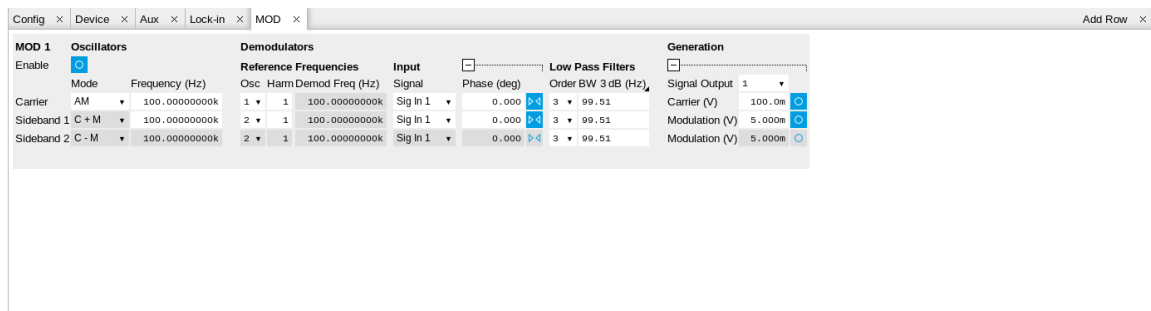 Config × Device × Aux × Lock-in × MOD × Add Row ×
MOD 1 Oscillators Demodulators Generation
Enable Reference Frequencies Input Low Pass Filters
Mode Frequency (Hz) Osc Harm Demod Freq (Hz) Signal Phase (deg) Order BW 3 dB (Hz) Signal Output 1
Carrier AM 100.00000000k 1 1 100.00000000k Sig In 1 0.000 3 99.51 Carrier (V) 100.0m
Sideband 1 C + M 100.00000000k 2 1 100.00000000k Sig In 1 0.000 3 99.51 Modulation (V) 5.000m
Sideband 2 C - M 100.00000000k 2 1 100.00000000k Sig In 1 0.000 3 99.51 Modulation (V) 5.000m